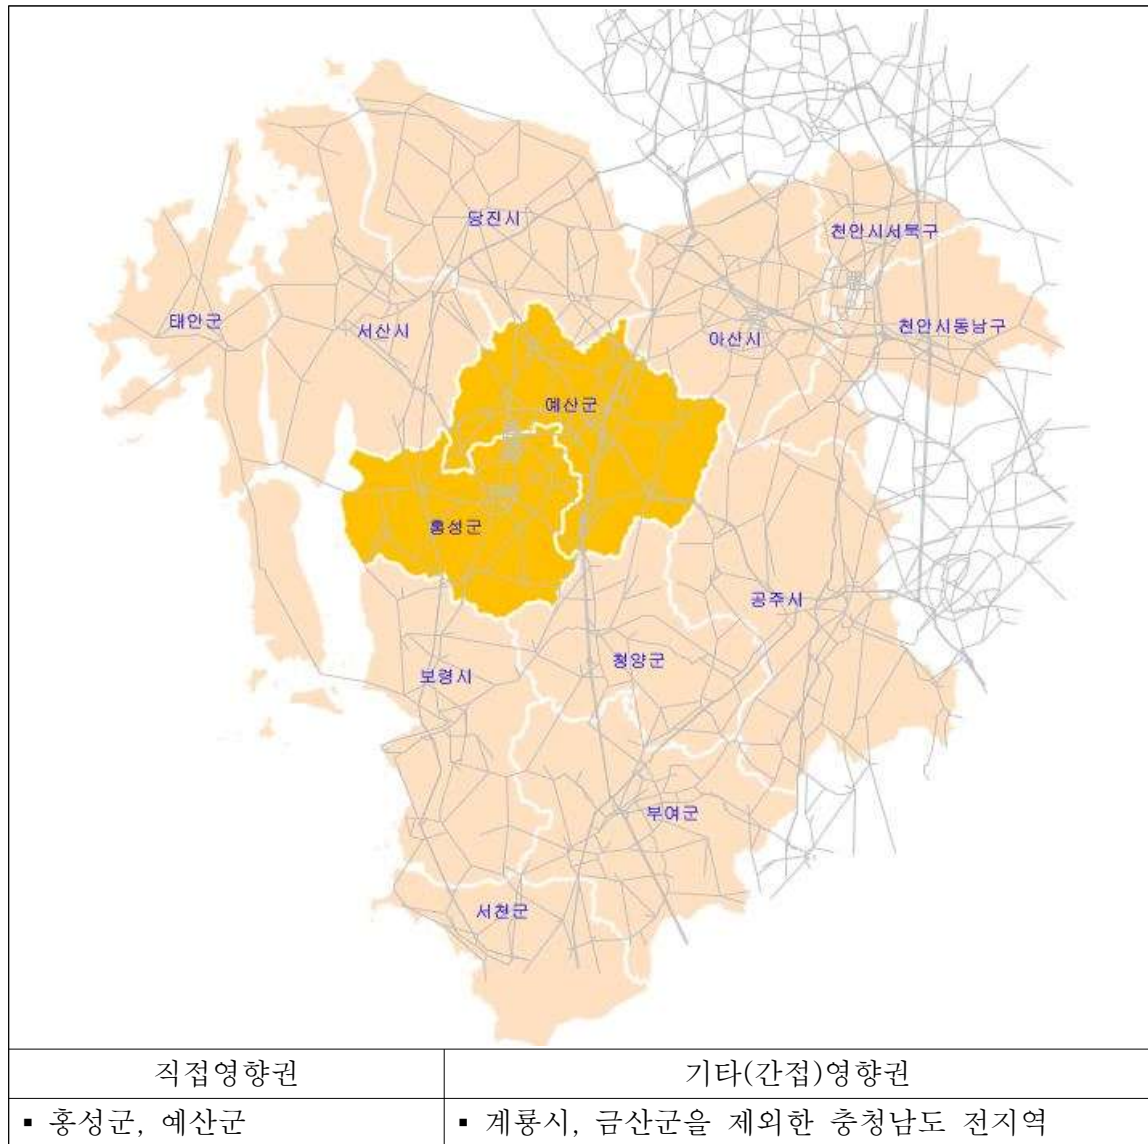 당진시
천안시서북구
태안군
서산시
아산시
천안시동남구
예산군
홍성군
공주시
청양군
보령시
부여군
서천군
직접영향권
기타(간접)영향권
▪ 홍성군, 예산군
▪ 계룡시, 금산군을 제외한 충청남도 전지역